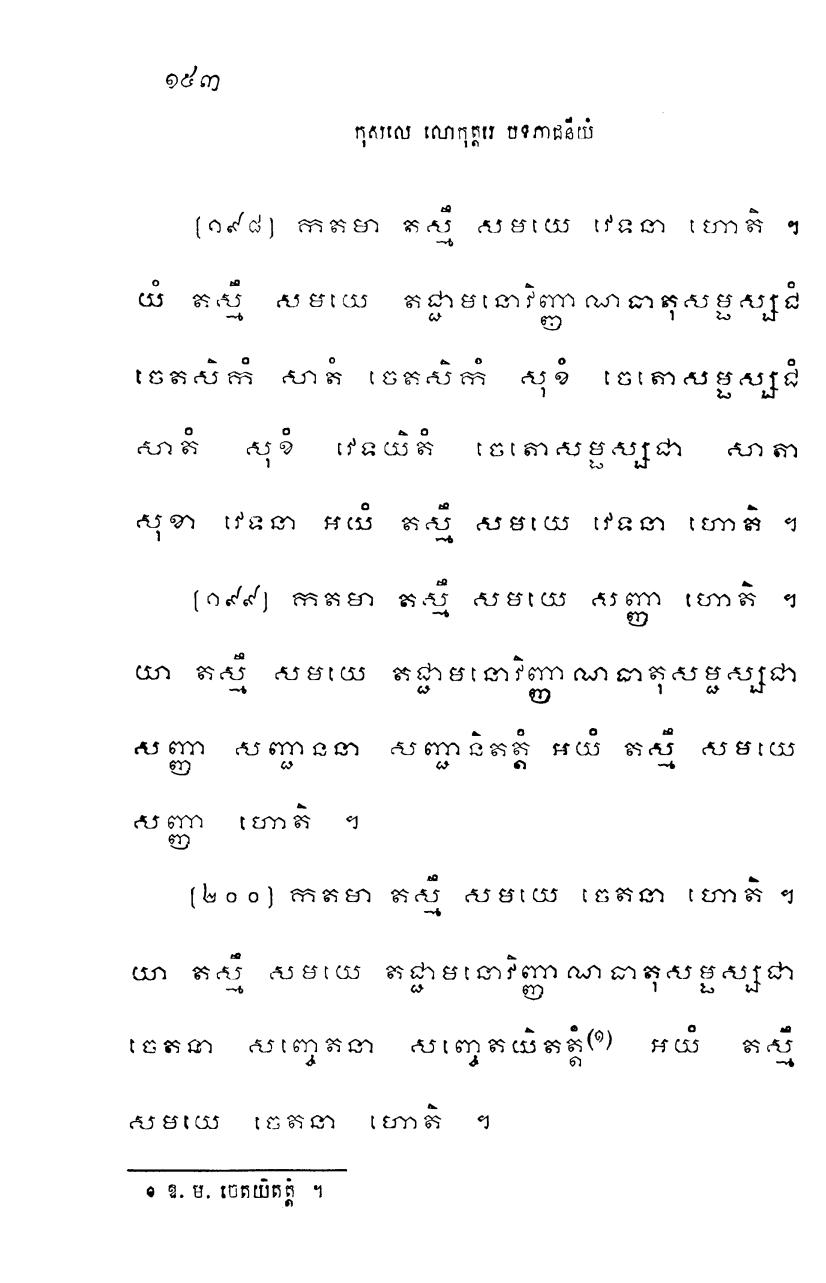 ១៥៣
កុសលេ លោកុត្តរេ បទភាជនីយំ
(១៩៨) កតមា តស្មឹ សមយេ វេទនា ហោតិ ។
យំ តស្មឹ សមយេ តជ្ជាមនោវិញ្ញាណធាតុសម្ផស្សជំ
ចេតសិកំ សាតំ ចេតសិកំ សុខំ ចេតោសម្ផស្សជំ
សាតំ សុខំ វេទយិតំ ចេតោសម្ផស្សជា សាតា
សុខា វេទនា អយំ តស្មឹ សមយេ វេទនា ហោតិ ។
(១៩៩) កតមា តស្មឹ សមយេ សញ្ញា ហោតិ ។
យា តស្មឹ សមយេ តជ្ជាមនោវិញ្ញាណធាតុសម្ផស្សជា
សញ្ញា សញ្ជាននា សញ្ជានិតត្តំ អយំ តស្មឹ សមយេ
សញ្ញា ហោតិ ។
(២០០) កតមា តស្មឹ សមយេ ចេតនា ហោតិ ។
យា តស្មឹ សមយេ តជ្ជាមនោវិញ្ញាណធាតុសម្ផស្សជា
ចេតនា សញ្ចេតនា សញ្ចេតយិតត្តំ(១) អយំ តស្មឹ
សមយេ ចេតនា ហោតិ ។
១ ឱ. ម. ចេតយិតត្តំ ។